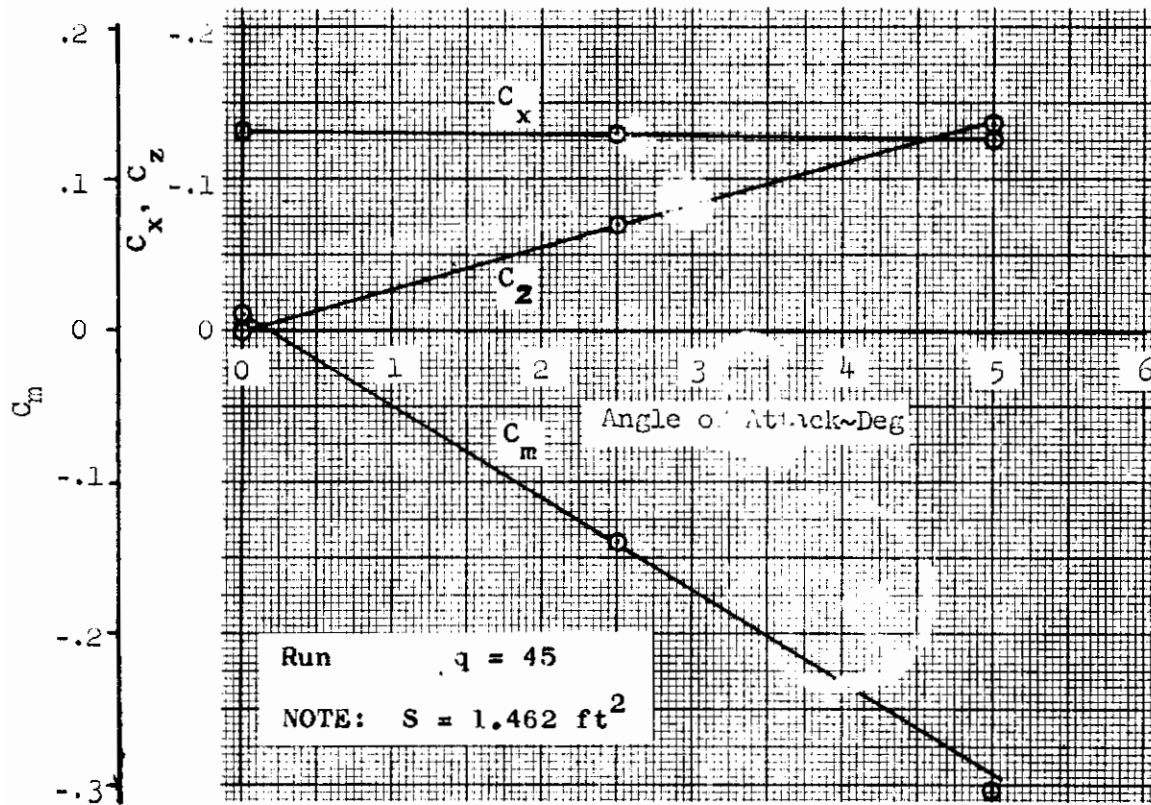 .2
-.2
C_x
.1
-.1
C_x, C_z
C_z
0
0
0 1 2 3 4 5 6
C_m
Angle of Attack~Deg
C_m
-.1
-.2
Run q = 45
NOTE: S = 1.462 ft²
-.3